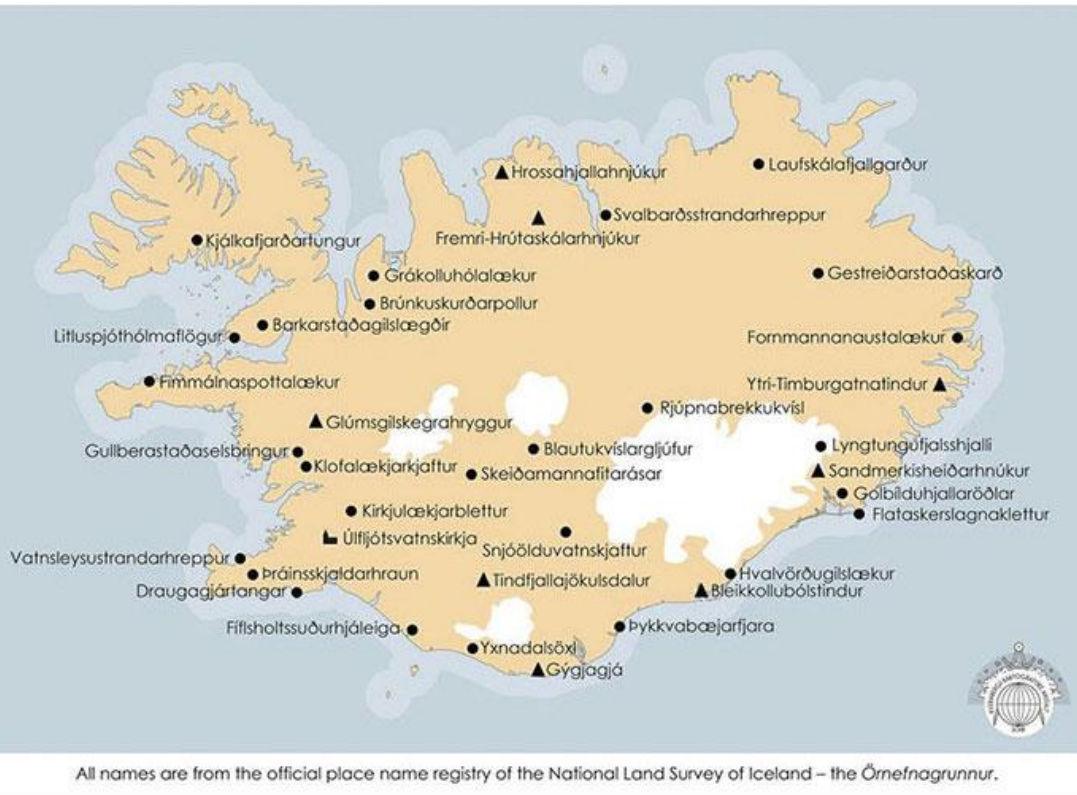 Laufskálafjallgarður
Hrossahjallahnjúkur
Svalbarðsstrandarhreppur
Fremri-Hrútaskálarhnjúkur
Kjálkafjarðartungur
Gestreiðarstaðaskarð
Grákolluhólalækur
Brúnkuskurðarpollur
Barkarstaðagilslægðir
Litluspjóthólmaflögur
Fornmannanaustalækur
Fimmálnaspottalækur
Ytri-Timburgatnatindur
Rjúpnabrekkukvísl
Glúmsgilskegrahryggur
Lyngtungufjalsshjalli
Gullberastaðaselsbringur
Blautukvíslargljúfur
Klofalækjarkjaftur
Skeiðamannafitarásar
Sandmerkisheiðarhnúkur
Golbílduhjallaröðlar
Kirkjulækjarblettur
Flataskerslagnaklettur
Úlfljótsvatnskirkja
Snjóölduvatnskjaftur
Vatnsleysustrandarhreppur
Þráinsskjaldarhraun
Tindfjallajökulsdalur
Hvalvörðugilslækur
Draugagjártangar
Bleikkollubólstindur
Fíflsholtssuðurhjáleiga
Þykkvabæjarfjara
Yxnadalsöxl
Gýgjagjá
All names are from the official place name registry of the National Land Survey of Iceland – the Örnefnagrunnur.